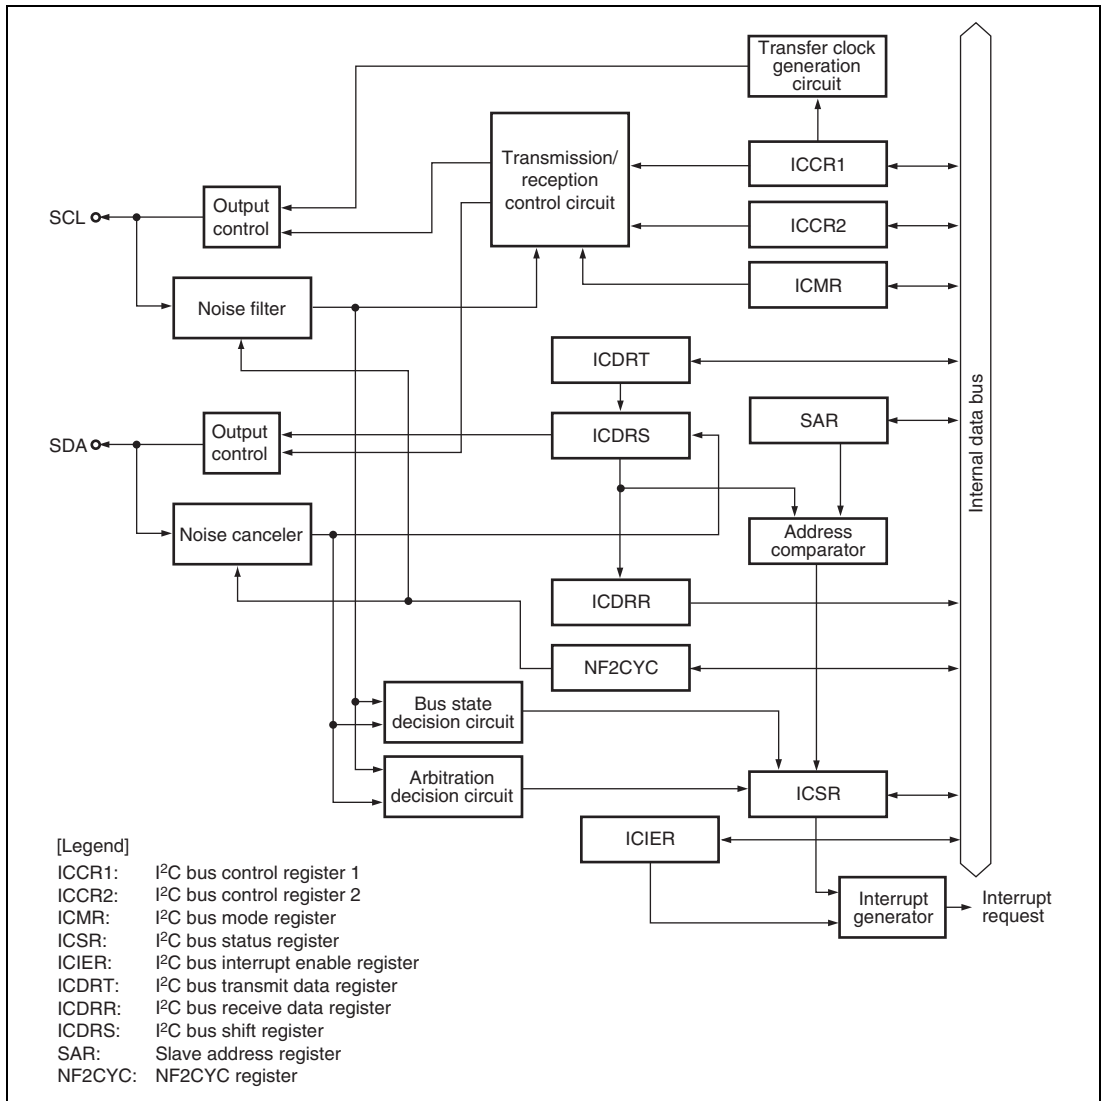 Transfer clock
generation
circuit
Transmission/
reception
control circuit
ICCR1
SCL
Output
control
ICCR2
ICMR
Noise filter
ICDRT
Internal data bus
SAR
SDA
Output
control
ICDRS
Noise canceler
Address
comparator
ICDRR
NF2CYC
Bus state
decision circuit
Arbitration
decision circuit
ICSR
ICIER
Interrupt
generator
Interrupt
request
[Legend]
ICCR1: I²C bus control register 1
ICCR2: I²C bus control register 2
ICMR: I²C bus mode register
ICSR: I²C bus status register
ICIER: I²C bus interrupt enable register
ICDRT: I²C bus transmit data register
ICDRR: I²C bus receive data register
ICDRS: I²C bus shift register
SAR: Slave address register
NF2CYC: NF2CYC register